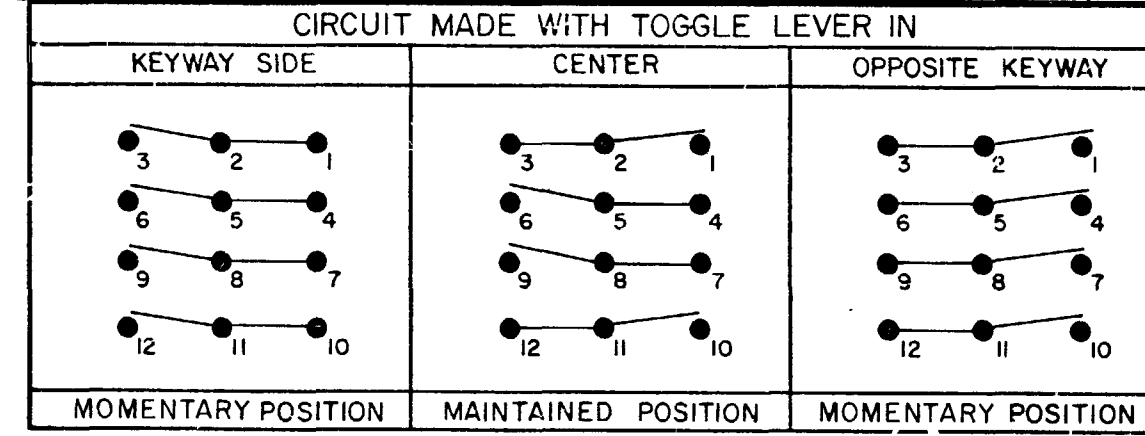 CIRCUIT MADE WITH TOGGLE LEVER IN
KEYWAY SIDE CENTER OPPOSITE KEYWAY
3 2 1 3 2 1 3 2 1
6 5 4 6 5 4 6 5 4
9 8 7 9 8 7 9 8 7
12 11 10 12 11 10 12 11 10
MOMENTARY POSITION MAINTAINED POSITION MOMENTARY POSITION